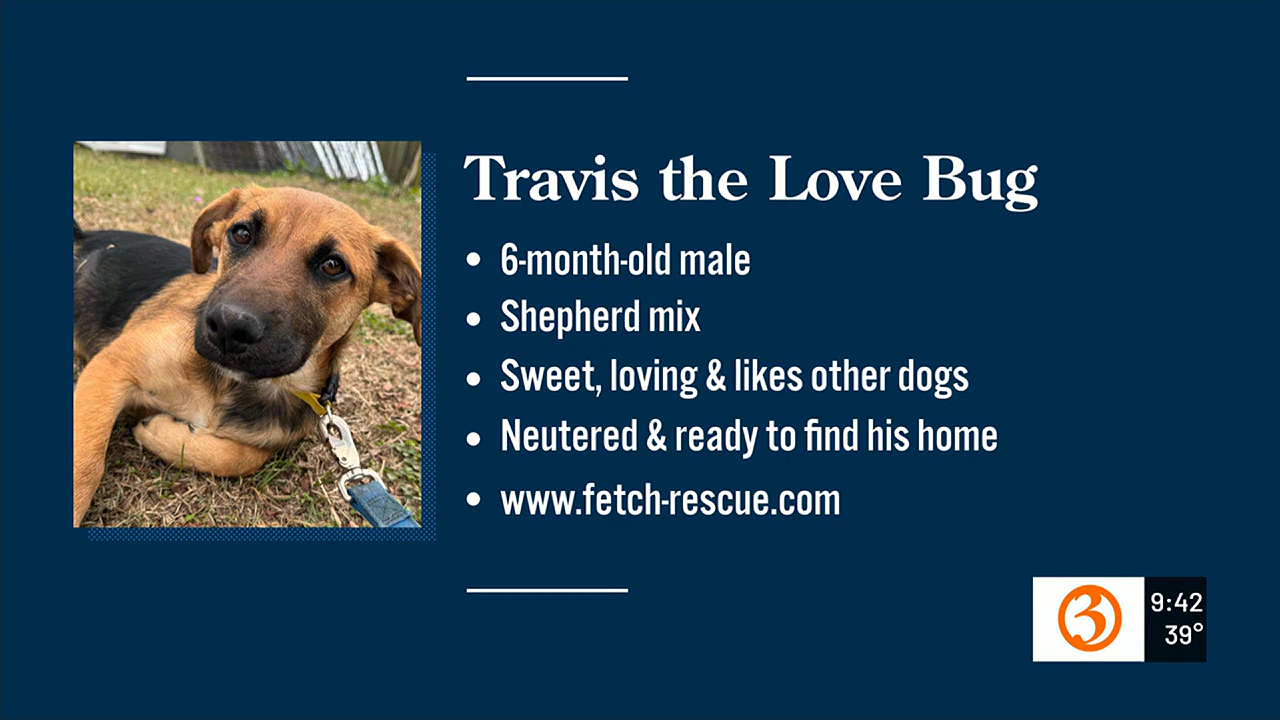 Travis the Love Bug
• 6-month-old male
• Shepherd mix
• Sweet, loving & likes other dogs
• Neutered & ready to find his home
• www.fetch-rescue.com
3
9:42
39°